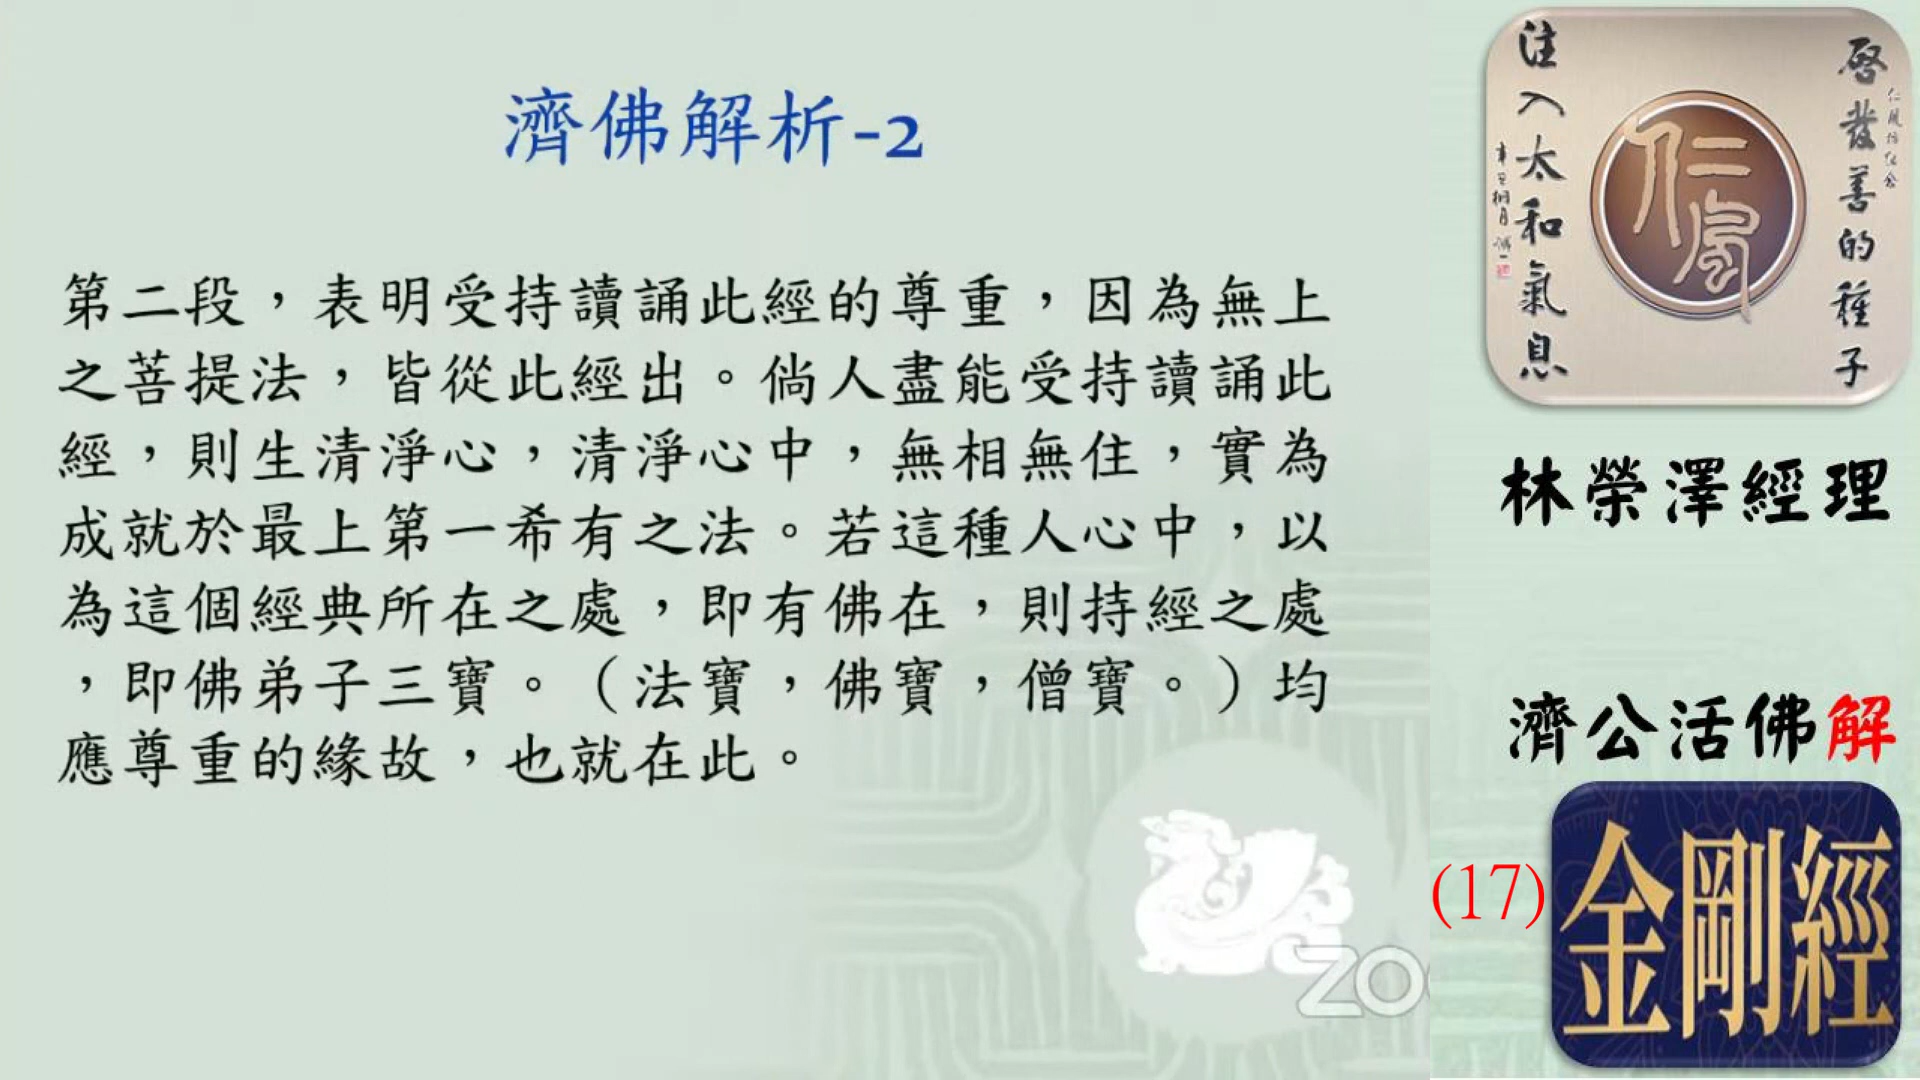 濟佛解析-2
第二段，表明受持讀誦此經的尊重，因為無上
之菩提法，皆從此經出。倘人盡能受持讀誦此
經，則生清淨心，清淨心中，無相無住，實為
成就於最上第一希有之法。若這種人心中，以
為這個經典所在之處，即有佛在，則持經之處
，即佛弟子三寶。（法寶，佛寶，僧寶。）均
應尊重的緣故，也就在此。
啓發善的種子
仁風
注入太和氣息
林榮澤經理
濟公活佛解
(17)
金剛經
ZO